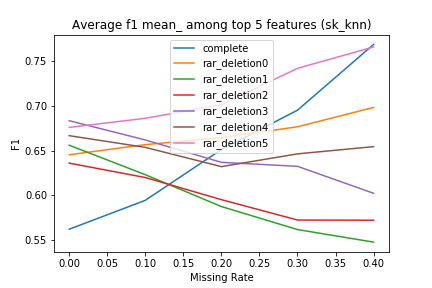 Average f1 mean_ among top 5 features (sk_knn)
complete
rar_deletion0
rar_deletion1
rar_deletion2
rar_deletion3
rar_deletion4
rar_deletion5
F1
0.75
0.70
0.65
0.60
0.55
0.00 0.05 0.10 0.15 0.20 0.25 0.30 0.35 0.40
Missing Rate